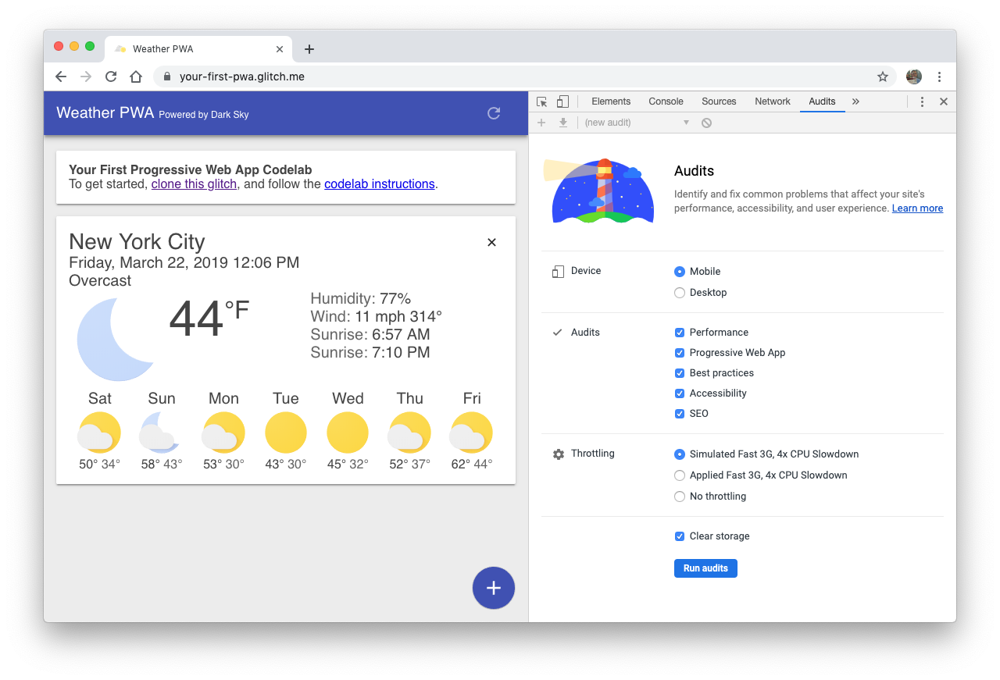 Weather PWA
your-first-pwa.glitch.me
Weather PWA Powered by Dark Sky
Your First Progressive Web App Codelab
To get started, clone this glitch, and follow the codelab instructions.
New York City
Friday, March 22, 2019 12:06 PM
Overcast
44°F
Humidity: 77%
Wind: 11 mph 314°
Sunrise: 6:57 AM
Sunrise: 7:10 PM
Sat Sun Mon Tue Wed Thu Fri
50° 34° 58° 43° 53° 30° 43° 30° 45° 32° 52° 37° 62° 44°
Elements Console Sources Network Audits
(new audit)
Audits
Identify and fix common problems that affect your site's
performance, accessibility, and user experience. Learn more
Device
Mobile
Desktop
Audits
Performance
Progressive Web App
Best practices
Accessibility
SEO
Throttling
Simulated Fast 3G, 4x CPU Slowdown
Applied Fast 3G, 4x CPU Slowdown
No throttling
Clear storage
Run audits